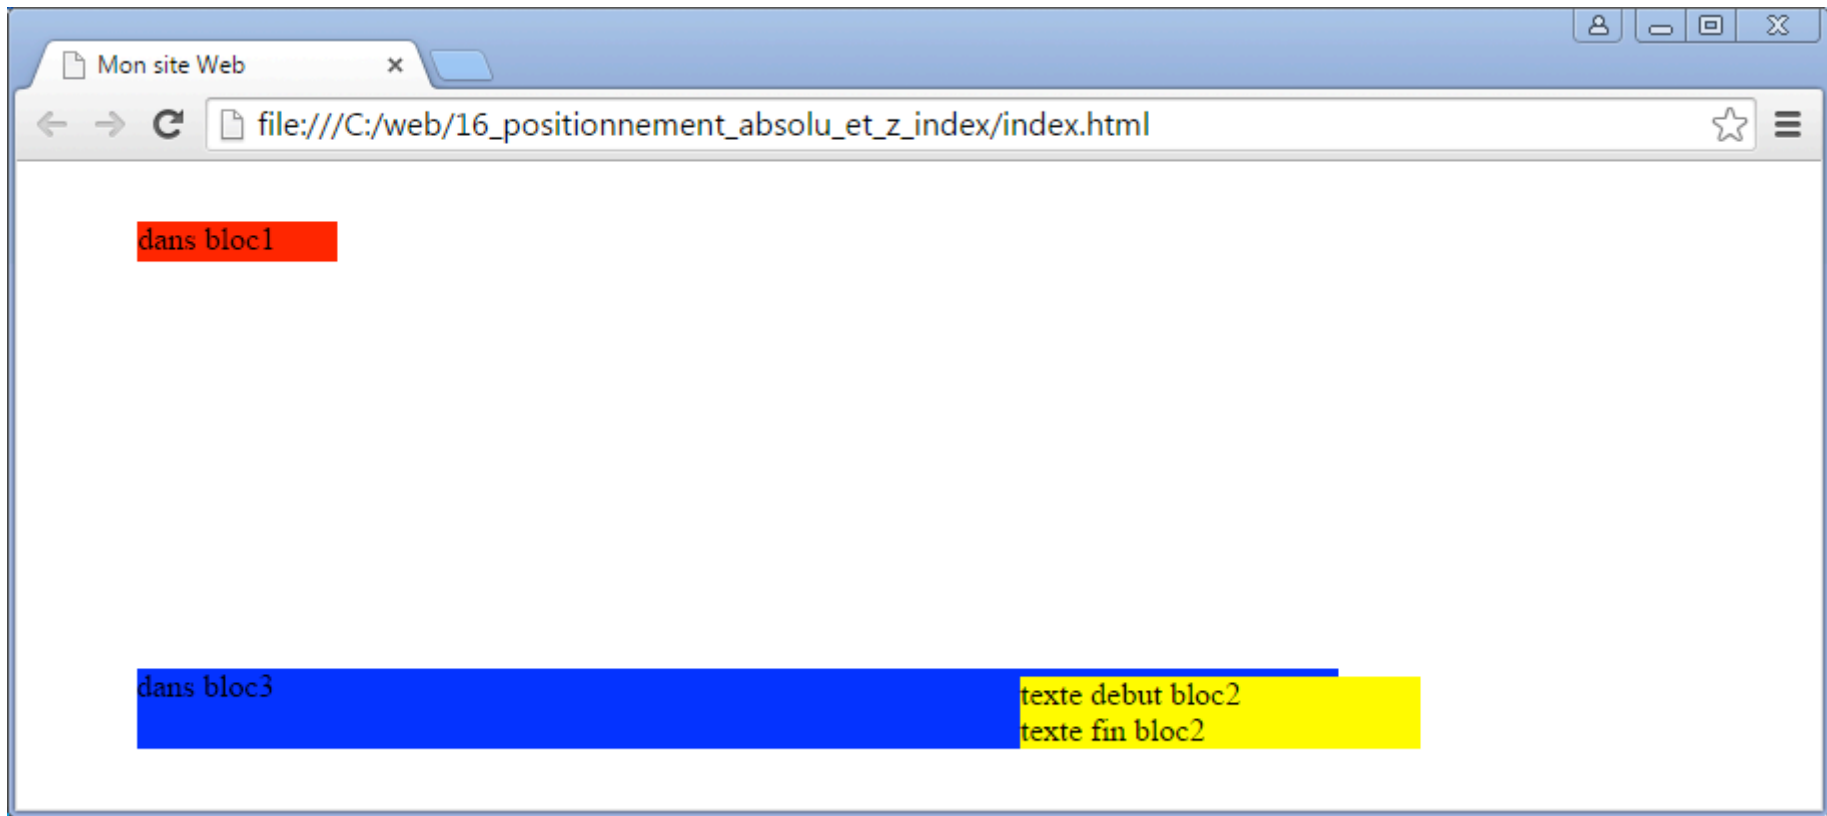 Mon site Web
file:///C:/web/16_positionnement_absolu_et_z_index/index.html
dans bloc1
dans bloc3
texte debut bloc2
texte fin bloc2